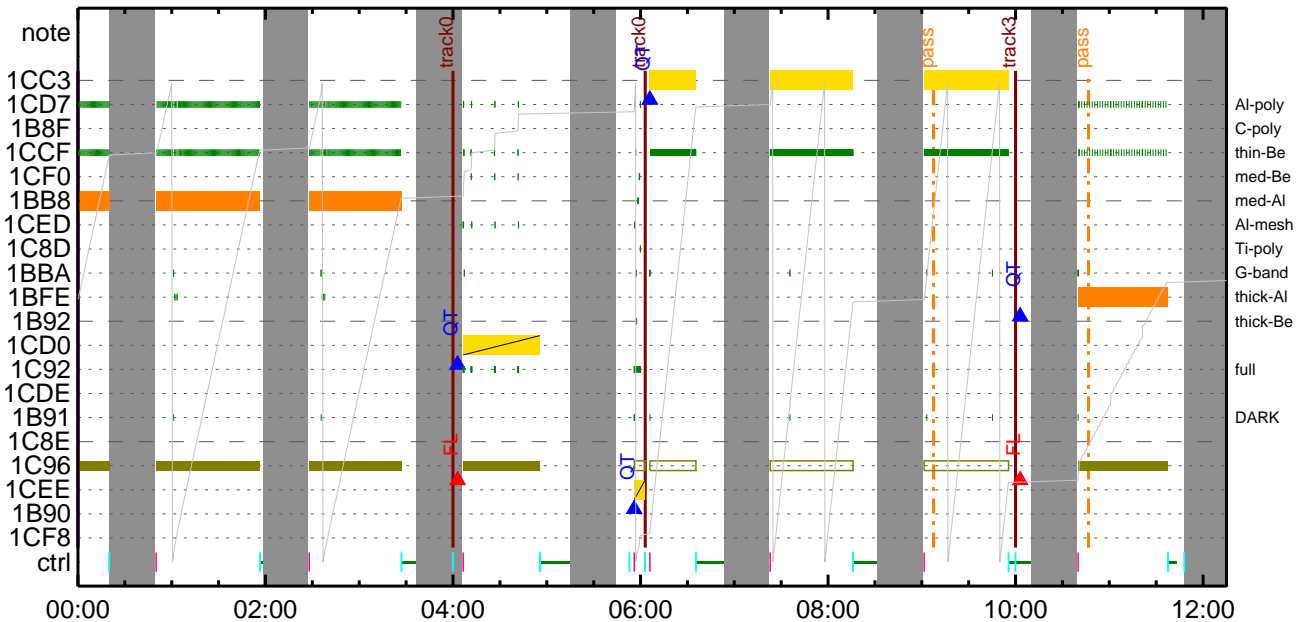 note
track0
track0
QT
pass
track3
pass
1CC3
1CD7 Al-poly
1B8F C-poly
1CCF thin-Be
1CF0 med-Be
1BB8 med-Al
1CED Al-mesh
1C8D Ti-poly
1BBA G-band
QT
1BFE thick-Al
1B92 thick-Be
QT
1CD0
1C92 full
1CDE
1B91 DARK
1C8E
FL
FL
1C96
QT
1CEE
1B90
1CF8
ctrl
00:00 02:00 04:00 06:00 08:00 10:00 12:00